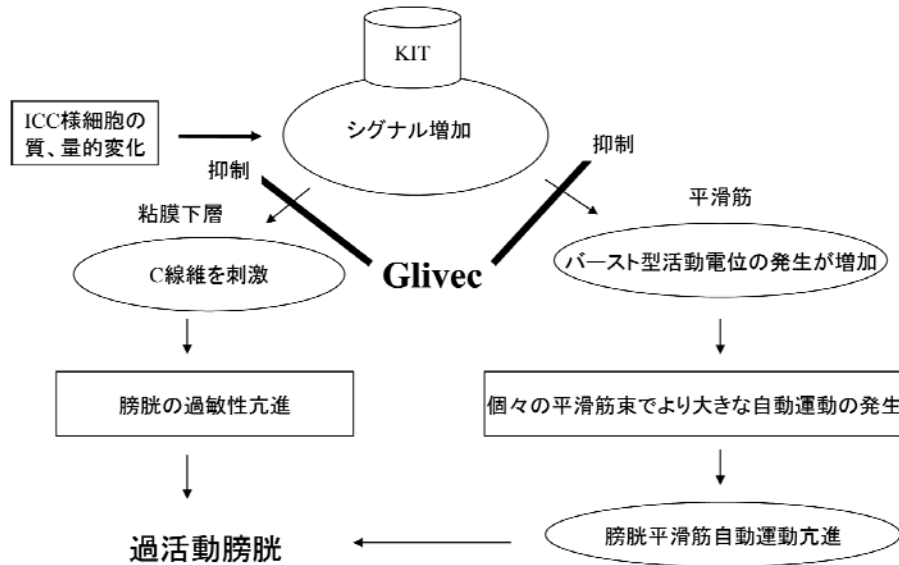 KIT
ICC様細胞の
質、量的変化
シグナル増加
抑制
抑制
粘膜下層
平滑筋
C線維を刺激
Glivec
バースト型活動電位の発生が増加
膀胱の過敏性亢進
個々の平滑筋束でより大きな自動運動の発生
過活動膀胱
膀胱平滑筋自動運動亢進